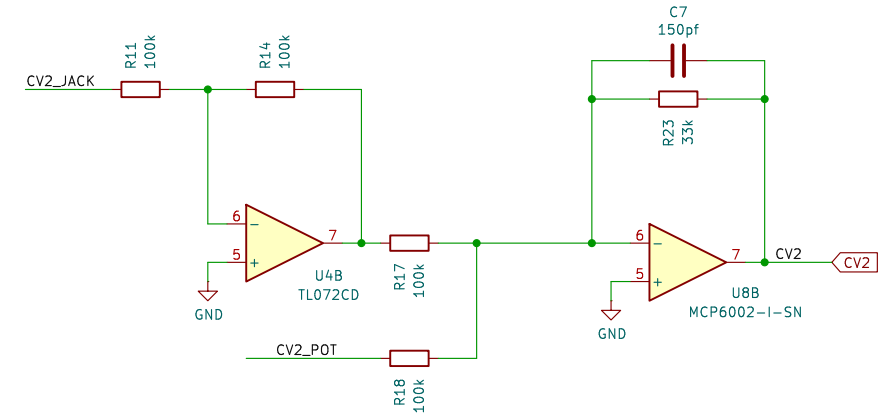 C7
150pf
R11
100k
R14
100k
CV2_JACK
R23
33k
6
5
7
U4B
TL072CD
GND
R17
100k
6
5
7
CV2
CV2
U8B
MCP6002-I-SN
GND
CV2_POT
R18
100k